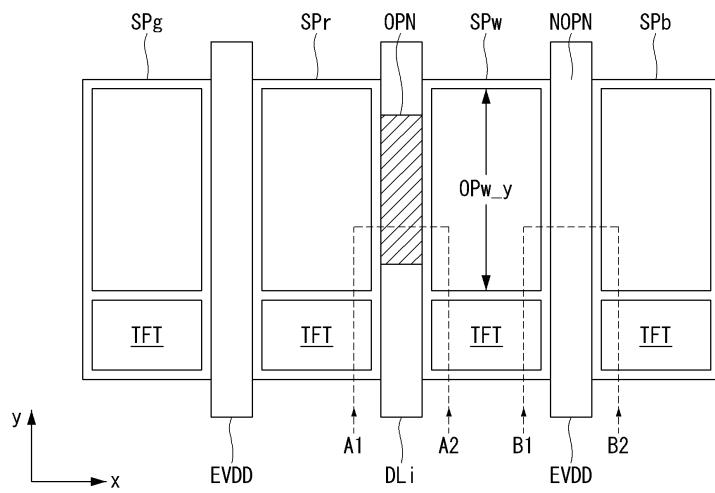 SPg SPr OPN SPw NOPN SPb
OPw_y
TFT TFT TFT TFT
y
x
A1 A2 B1 B2
EVDD DLi EVDD